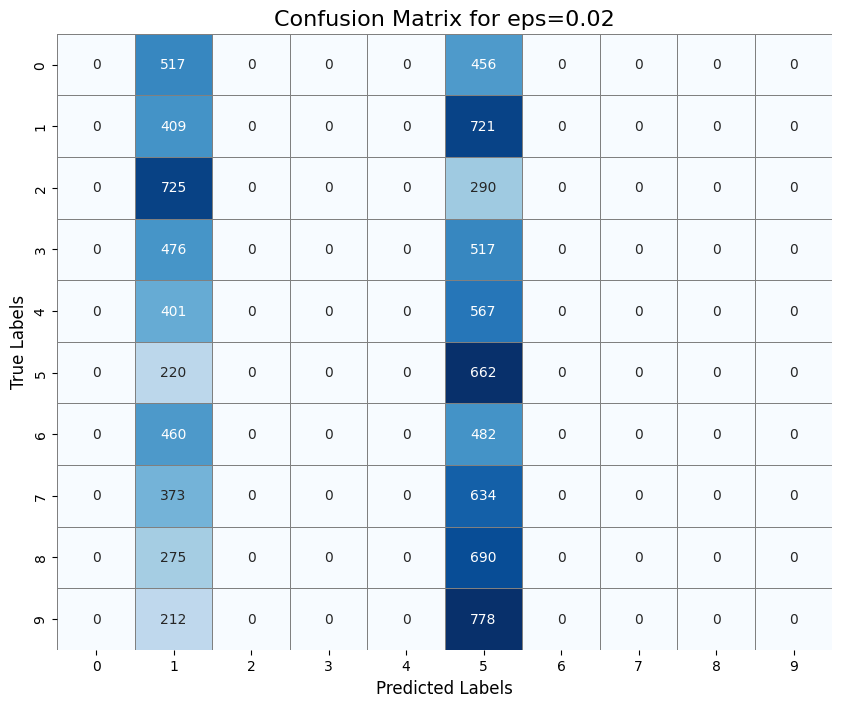 Confusion Matrix for eps=0.02
0 0 517 0 0 0 456 0 0 0 0
1 0 409 0 0 0 721 0 0 0 0
2 0 725 0 0 0 290 0 0 0 0
3 0 476 0 0 0 517 0 0 0 0
4 0 401 0 0 0 567 0 0 0 0
5 0 220 0 0 0 662 0 0 0 0
6 0 460 0 0 0 482 0 0 0 0
7 0 373 0 0 0 634 0 0 0 0
8 0 275 0 0 0 690 0 0 0 0
9 0 212 0 0 0 778 0 0 0 0
0 1 2 3 4 5 6 7 8 9
True Labels
Predicted Labels